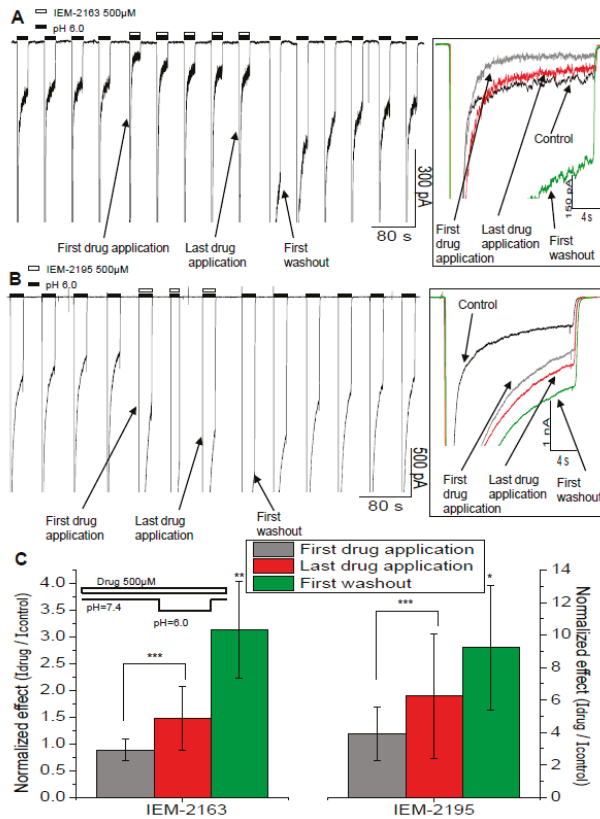 A
IEM-2163 500µM
pH 6.0
First drug application
Last drug application
First washout
300 pA
80 s
Control
First drug application
Last drug application
First washout
150 pA
4 s
B
IEM-2195 500µM
pH 6.0
First drug application
Last drug application
First washout
500 pA
80 s
Control
First drug application
Last drug application
First washout
1 nA
4 s
C
First drug application
Last drug application
First washout
Drug 500µM
pH=7.4
pH=6.0
***
**
***
*
Normalized effect (Idrug / Icontrol)
4.0
3.5
3.0
2.5
2.0
1.5
1.0
0.5
0.0
14
12
10
8
6
4
2
0
Normalized effect (Idrug / Icontrol)
IEM-2163
IEM-2195